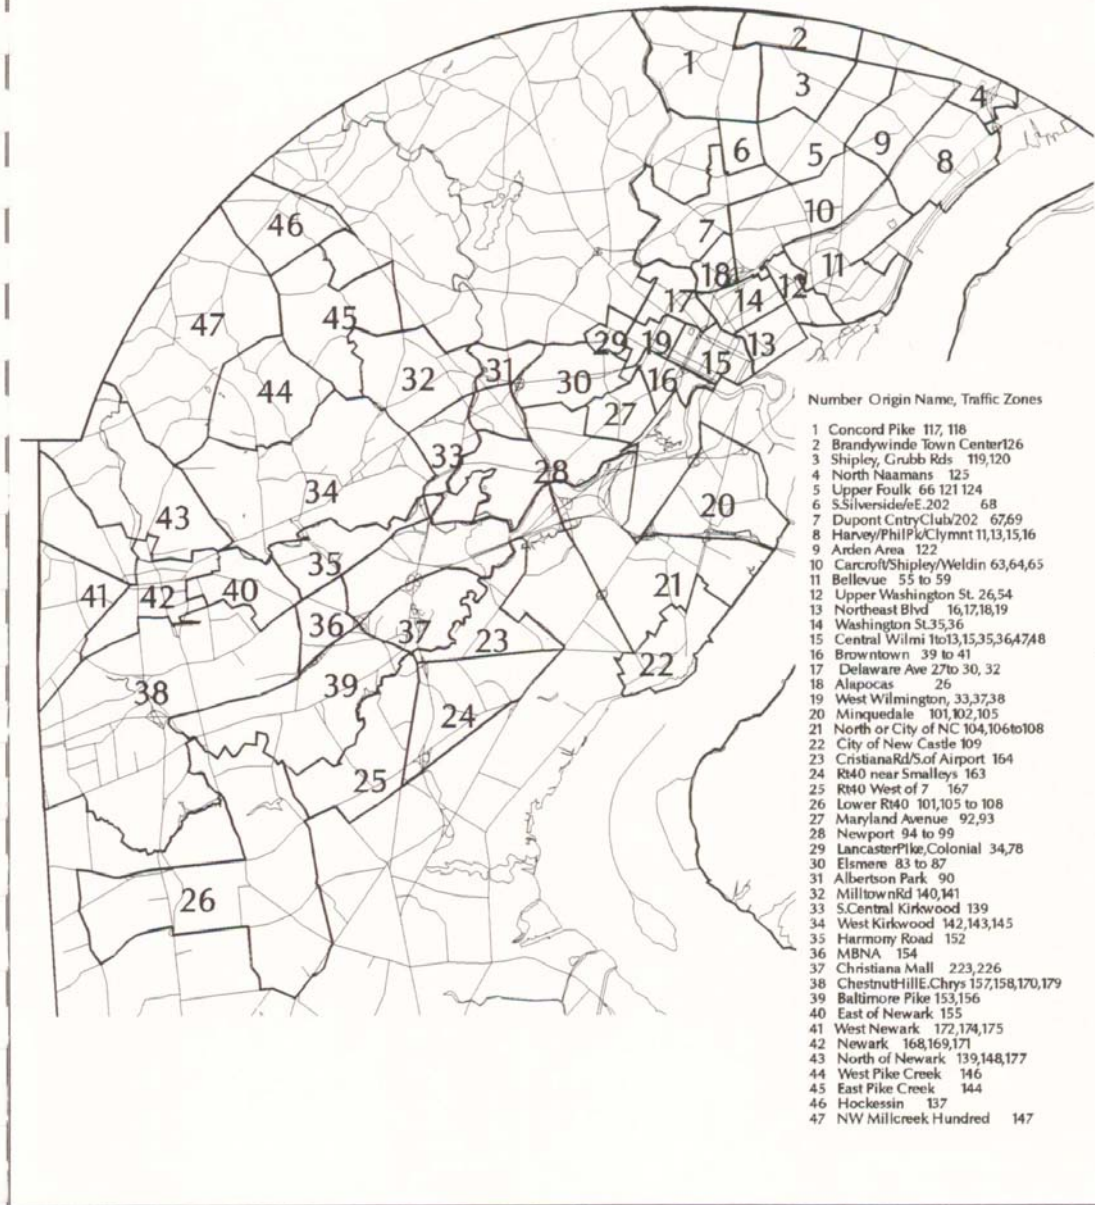 2
1
3
4
6
5
9
8
10
46
7
11
18
12
17
14
47
45
29
19
13
15
31
16
32
30
44
27
33
28
34
20
43
35
41
42
40
21
36
37
23
22
38
39
24
25
26
Number Origin Name, Traffic Zones
1 Concord Pike 117, 118
2 Brandywinde Town Center126
3 Shipley, Grubb Rds 119,120
4 North Naamans 125
5 Upper Foulk 66 121 124
6 S.Silverside/eE.202 68
7 Dupont CntryClub/202 67,69
8 Harvey/PhilPk/Clymnt 11,13,15,16
9 Arden Area 122
10 Carcroft/Shipley/Weldin 63,64,65
11 Bellevue 55 to 59
12 Upper Washington St. 26,54
13 Northeast Blvd 16,17,18,19
14 Washington St.35,36
15 Central Wilmi 1to13,15,35,36,47,48
16 Browntown 39 to 41
17 Delaware Ave 27to 30, 32
18 Alapocas 26
19 West Wilmington, 33,37,38
20 Minquedale 101,102,105
21 North or City of NC 104,106to108
22 City of New Castle 109
23 CristianaRd/S.of Airport 164
24 Rt40 near Smalleys 163
25 Rt40 West of 7 167
26 Lower Rt40 101,105 to 108
27 Maryland Avenue 92,93
28 Newport 94 to 99
29 LancasterPike,Colonial 34,78
30 Elsmere 83 to 87
31 Albertson Park 90
32 MilltownRd 140,141
33 S.Central Kirkwood 139
34 West Kirkwood 142,143,145
35 Harmony Road 152
36 MBNA 154
37 Christiana Mall 223,226
38 ChestnutHillE.Chrys 157,158,170,179
39 Baltimore Pike 153,156
40 East of Newark 155
41 West Newark 172,174,175
42 Newark 168,169,171
43 North of Newark 139,148,177
44 West Pike Creek 146
45 East Pike Creek 144
46 Hockessin 137
47 NW Millcreek Hundred 147